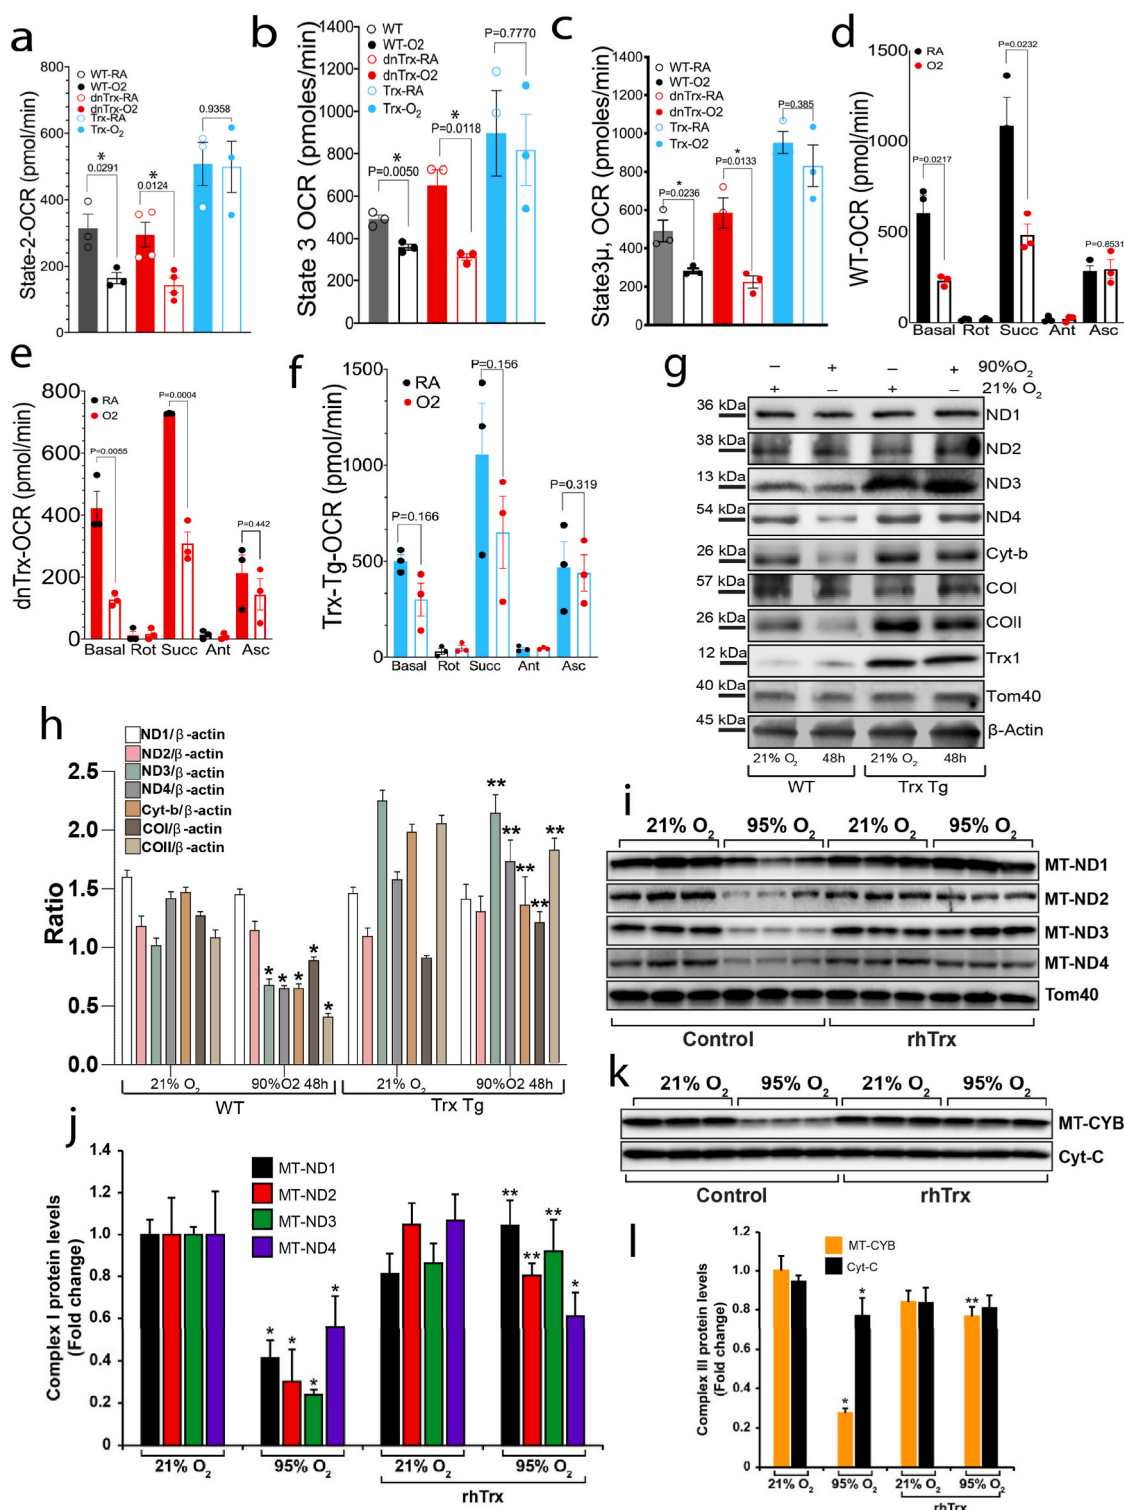 a
State-2-OCR (pmol/min)
800
600
400
200
0
WT-RA
WT-O2
dnTrx-RA
dnTrx-O2
Trx-RA
Trx-O2
*
0.0291
*
0.0124
0.9358
b
State 3 OCR (pmoles/min)
1400
1200
1000
800
600
400
200
0
WT
WT-O2
dnTrx-RA
dnTrx-O2
Trx-RA
Trx-O2
*
P=0.0050
*
P=0.0118
P=0.7770
c
State3μ, OCR (pmoles/min)
1400
1200
1000
800
600
400
200
0
WT-RA
WT-O2
dnTrx-RA
dnTrx-O2
Trx-RA
Trx-O2
*
P=0.0236
*
P=0.0133
P=0.385
d
WT-OCR (pmol/min)
1500
1000
500
0
RA
O2
P=0.0217
P=0.0232
P=0.8531
Basal Rot Succ Ant Asc
e
dnTrx-OCR (pmol/min)
800
600
400
200
0
RA
O2
P=0.0055
P=0.0004
P=0.442
Basal Rot Succ Ant Asc
f
Trx-Tg-OCR (pmol/min)
1500
1000
500
0
RA
O2
P=0.166
P=0.156
P=0.319
Basal Rot Succ Ant Asc
g
– + – + 90%O2
+ – + – 21% O2
36 kDa ND1
38 kDa ND2
13 kDa ND3
54 kDa ND4
26 kDa Cyt-b
57 kDa COI
26 kDa COII
12 kDa Trx1
40 kDa Tom40
45 kDa β-Actin
21% O2 48h 21% O2 48h
WT Trx Tg
h
Ratio
2.5
2.0
1.5
1.0
0.5
0.0
ND1/β-actin
ND2/β-actin
ND3/β-actin
ND4/β-actin
Cyt-b/β-actin
COI/β-actin
COII/β-actin
* * * * *
** ** ** ** **
21% O2 90%O2 48h 21% O2 90%O2 48h
WT Trx Tg
i
21% O2 95% O2 21% O2 95% O2
MT-ND1
MT-ND2
MT-ND3
MT-ND4
Tom40
Control rhTrx
j
Complex I protein levels
(Fold change)
1.4
1.2
1.0
0.8
0.6
0.4
0.2
0
MT-ND1
MT-ND2
MT-ND3
MT-ND4
* * * *
** ** ** *
21% O2 95% O2 21% O2 95% O2
rhTrx
k
21% O2 95% O2 21% O2 95% O2
MT-CYB
Cyt-C
Control rhTrx
l
Complex III protein levels
(Fold change)
1.2
1.0
0.8
0.6
0.4
0.2
0
MT-CYB
Cyt-C
* *
**
21% O2 95% O2 21% O2 95% O2
rhTrx